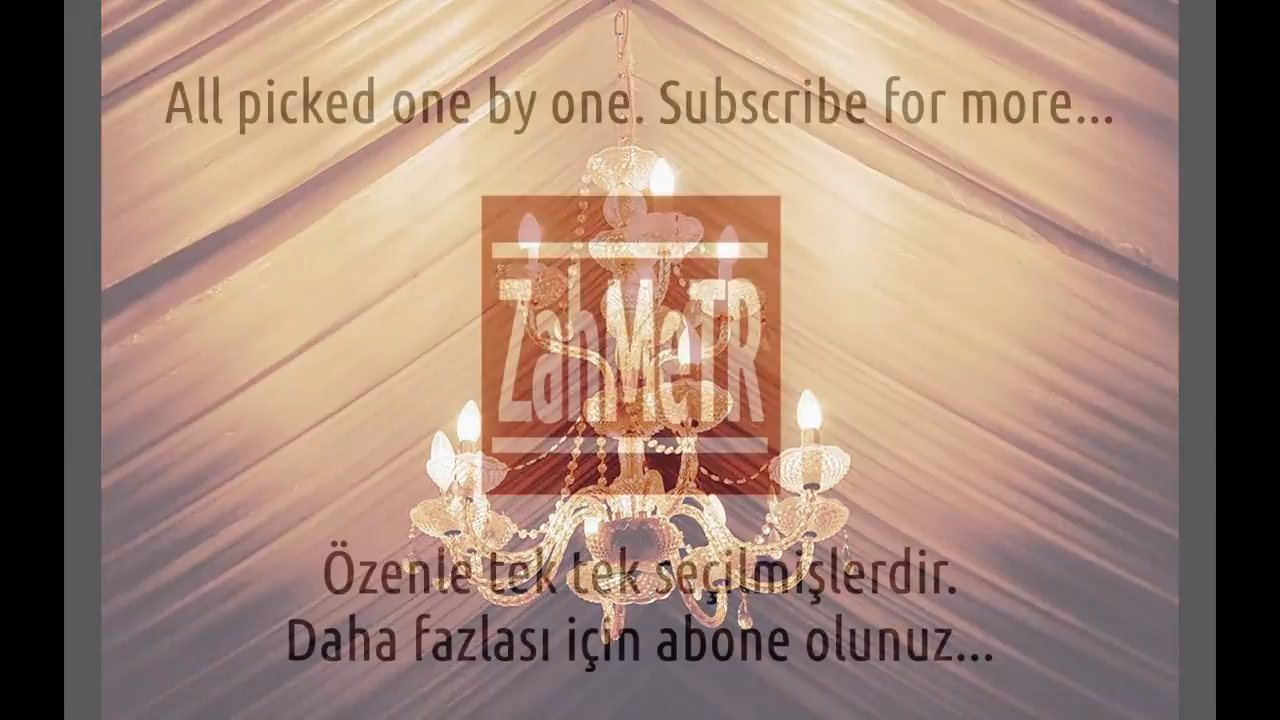 All picked one by one. Subscribe for more...
ZahMeTR
Özenle tek tek seçilmişlerdir.
Daha fazlası için abone olunuz...